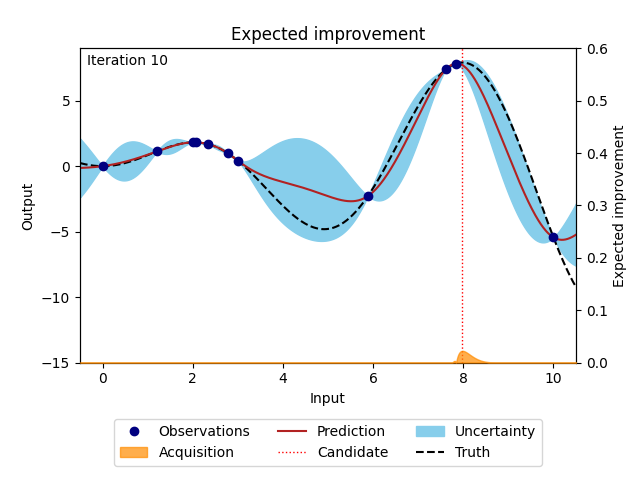 Expected improvement
Iteration 10
Output
5
0
−5
−10
−15
0.6
0.5
0.4
0.3
0.2
0.1
0.0
Expected improvement
0 2 4 6 8 10
Input
Observations Prediction Uncertainty
Acquisition Candidate Truth